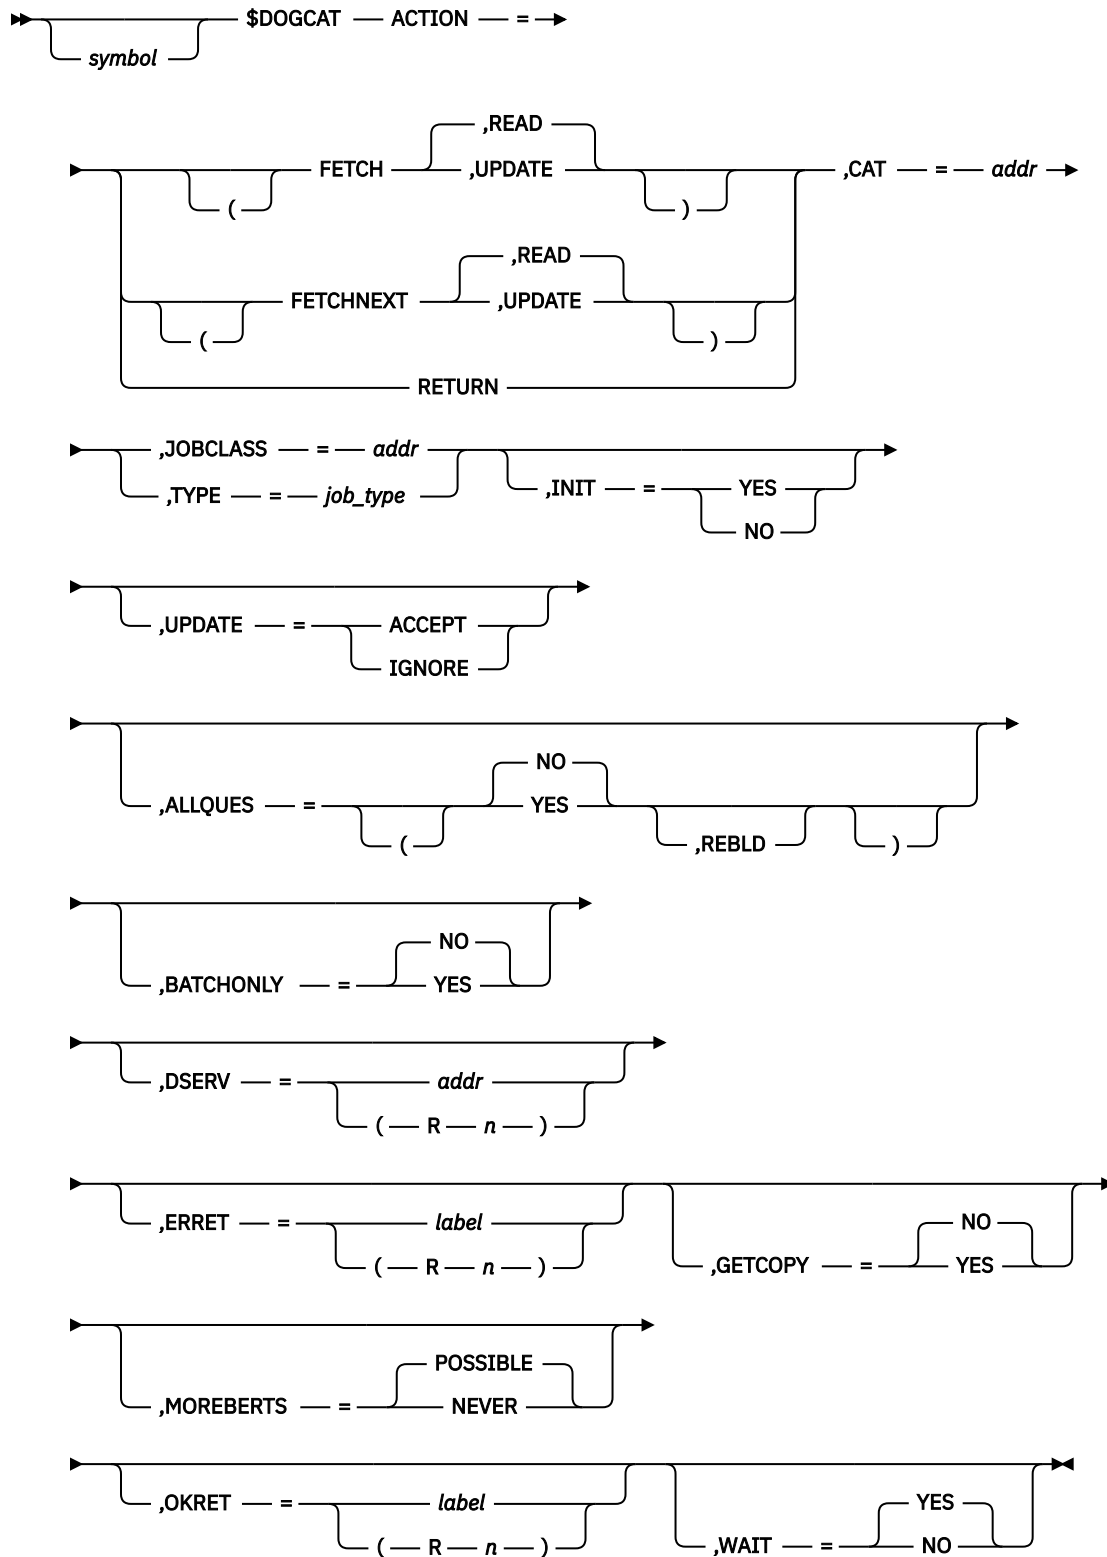 $DOGCAT ACTION =
symbol
,READ
FETCH ,UPDATE ,CAT = addr
( )
,READ
FETCHNEXT ,UPDATE
( )
RETURN
,JOBCLASS = addr
,TYPE = job_type ,INIT = YES
NO
,UPDATE = ACCEPT
IGNORE
NO
,ALLQUES = YES
( ,REBLD )
NO
,BATCHONLY = YES
,DSERV = addr
( R n )
,ERRET = label NO
( R n ) ,GETCOPY = YES
POSSIBLE
,MOREBERTS = NEVER
,OKRET = label YES
( R n ) ,WAIT = NO